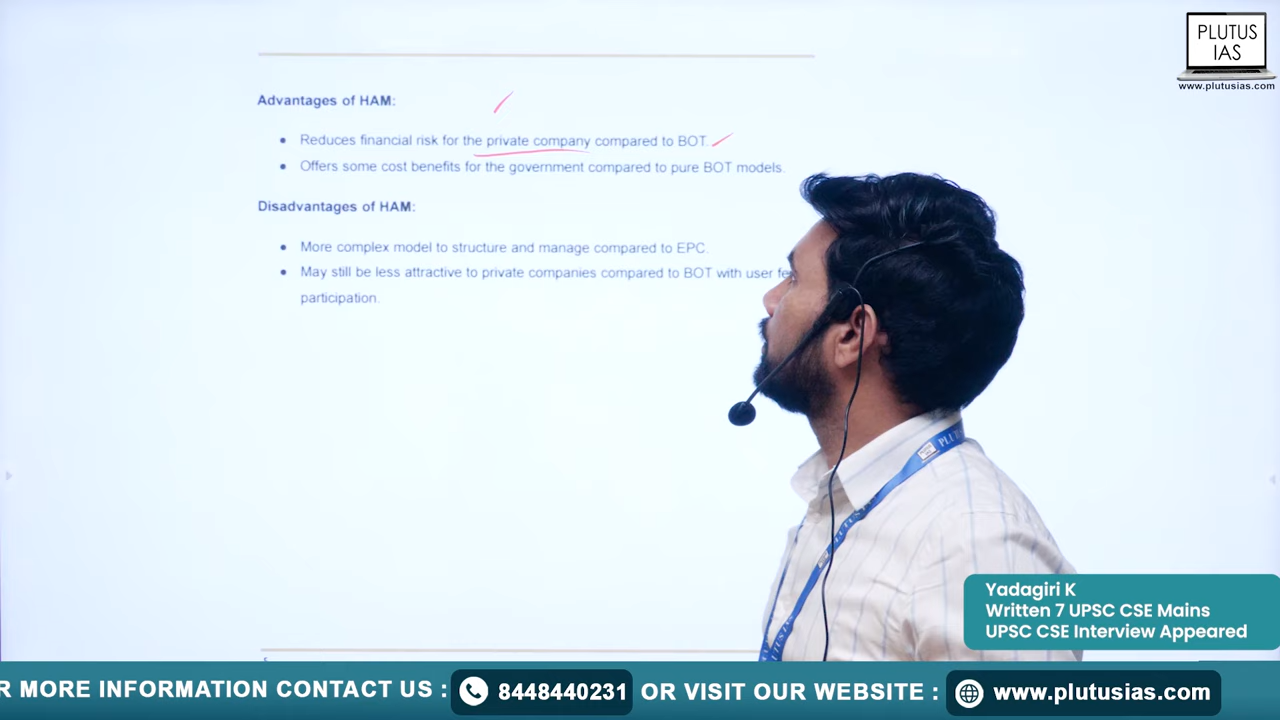 PLUTUS
IAS
www.plutusias.com
Advantages of HAM:
Reduces financial risk for the private company compared to BOT.
Offers some cost benefits for the government compared to pure BOT models.
Disadvantages of HAM:
More complex model to structure and manage compared to EPC.
May still be less attractive to private companies compared to BOT with user
participation.
PLUTUS IAS
Yadagiri K
Written 7 UPSC CSE Mains
UPSC CSE Interview Appeared
R MORE INFORMATION CONTACT US : 8448440231 OR VISIT OUR WEBSITE : www.plutusias.com